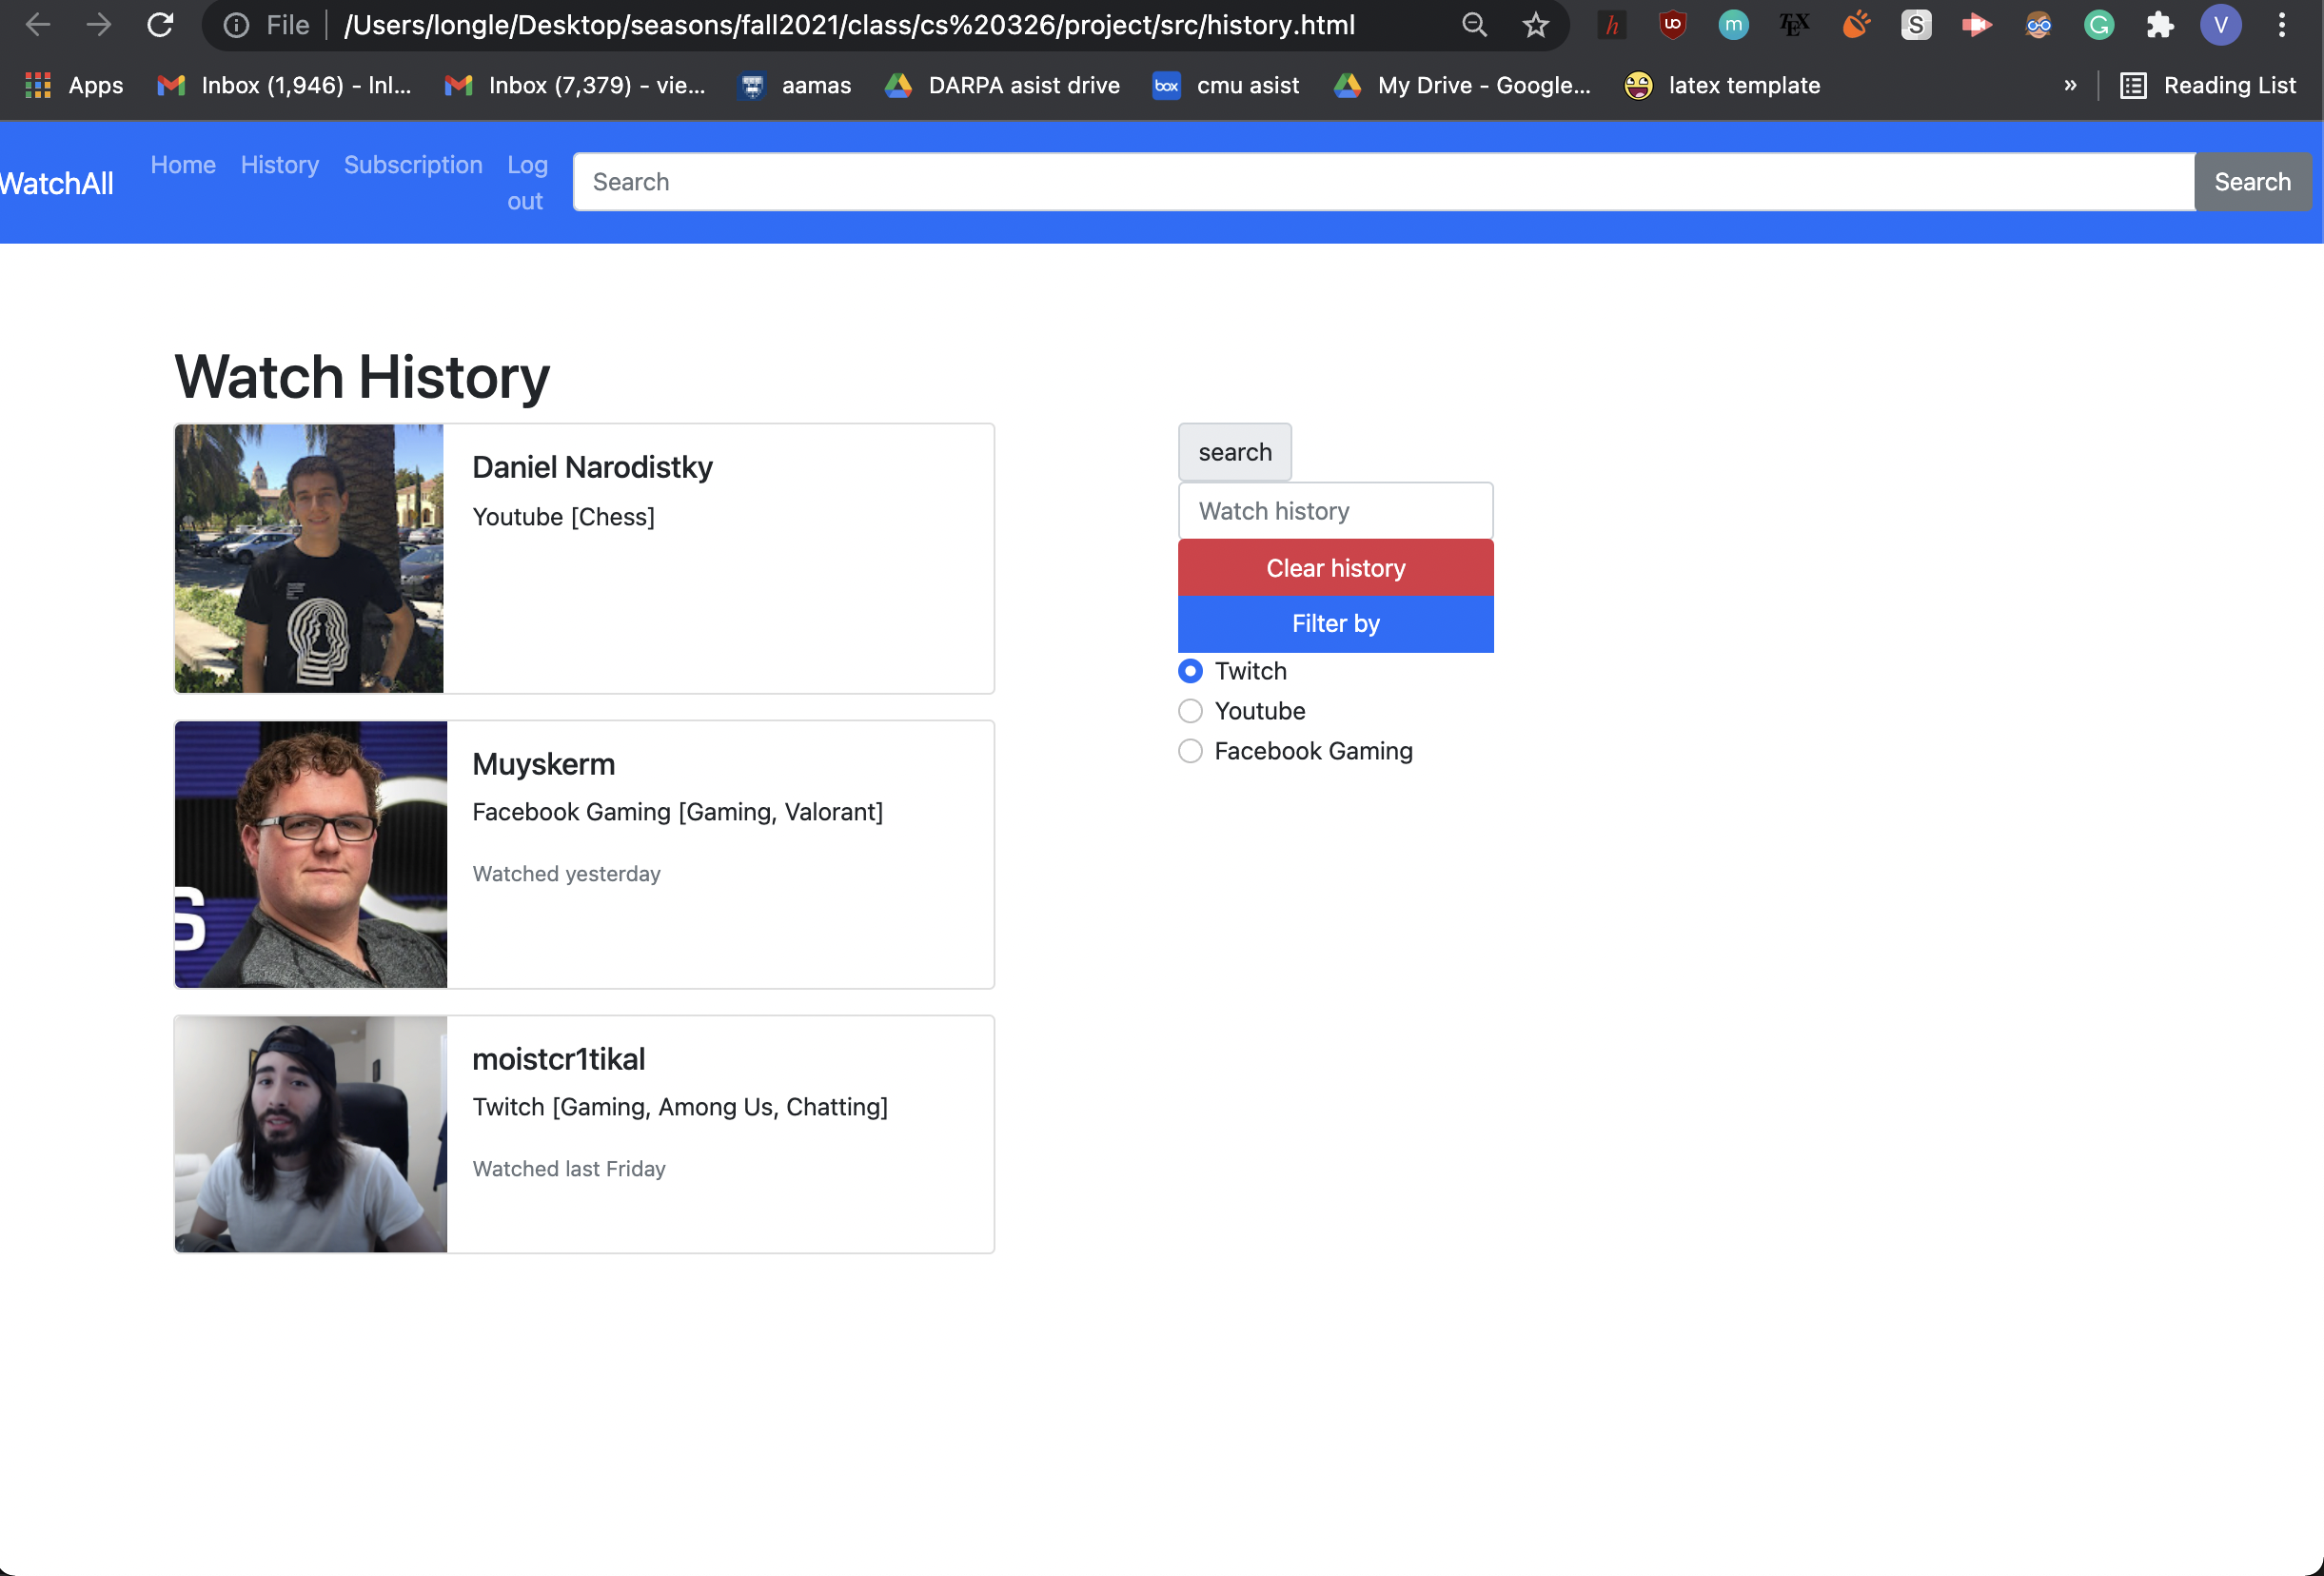 File | /Users/longle/Desktop/seasons/fall2021/class/cs%20326/project/src/history.html
Apps Inbox (1,946) - Inl... Inbox (7,379) - vie... aamas DARPA asist drive box cmu asist My Drive - Google... latex template » Reading List
WatchAll Home History Subscription Log out Search Search
Watch History
Daniel Narodistky
Youtube [Chess]
Muyskerm
Facebook Gaming [Gaming, Valorant]
Watched yesterday
S
moistcr1tikal
Twitch [Gaming, Among Us, Chatting]
Watched last Friday
search
Watch history
Clear history
Filter by
Twitch
Youtube
Facebook Gaming